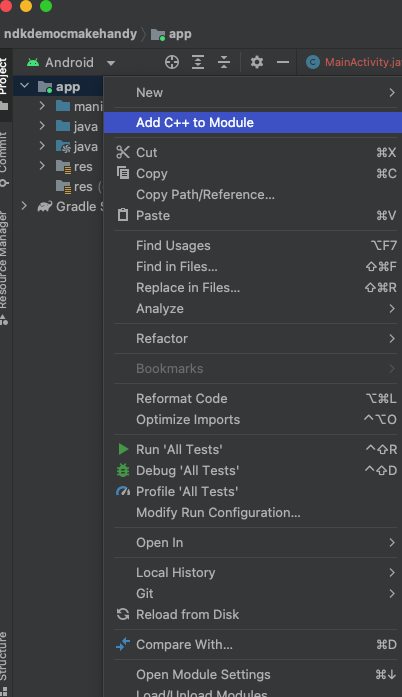 ndkdemocmakehandy app
Android MainActivity.ja
Project
Commit
Resource Manager
Structure
app
mani
java
java
res
res (
Gradle S
New
Add C++ to Module
Cut ⌘X
Copy ⌘C
Copy Path/Reference...
Paste ⌘V
Find Usages ⌥F7
Find in Files... ⇧⌘F
Replace in Files... ⇧⌘R
Analyze
Refactor
Bookmarks
Reformat Code ⌥⌘L
Optimize Imports ^⌥O
Run 'All Tests' ^⇧R
Debug 'All Tests' ^⇧D
Profile 'All Tests'
Modify Run Configuration...
Open In
Local History
Git
Reload from Disk
Compare With... ⌘D
Open Module Settings ⌘↓
Load/Unload Modules